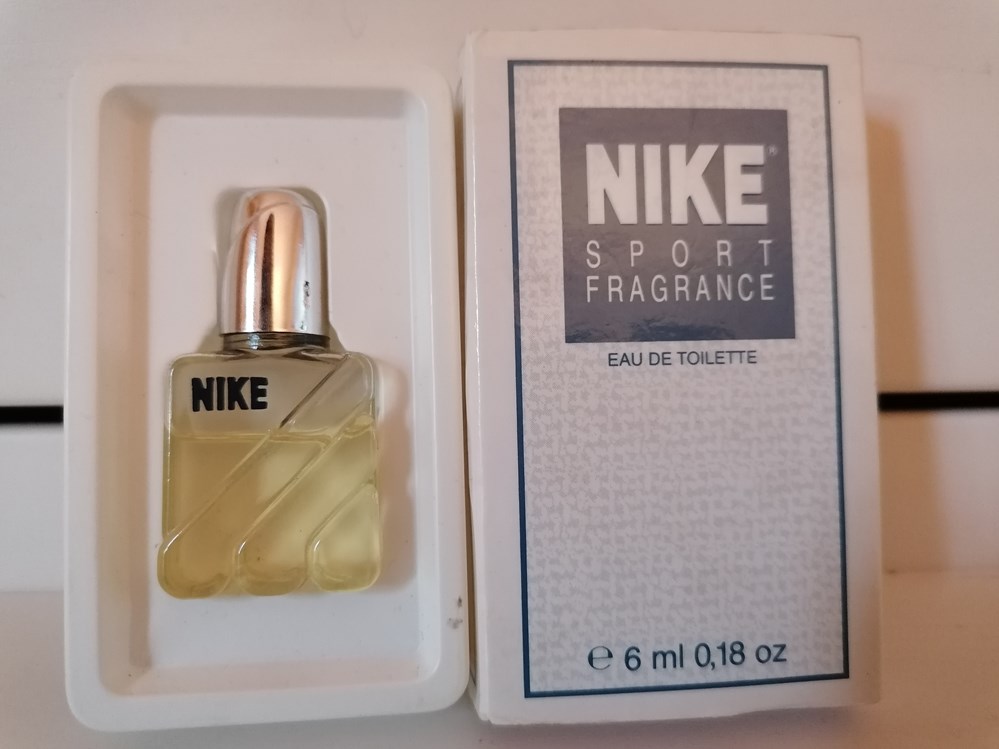 NIKE
NIKE®
SPORT
FRAGRANCE
EAU DE TOILETTE
℮ 6 ml 0,18 oz